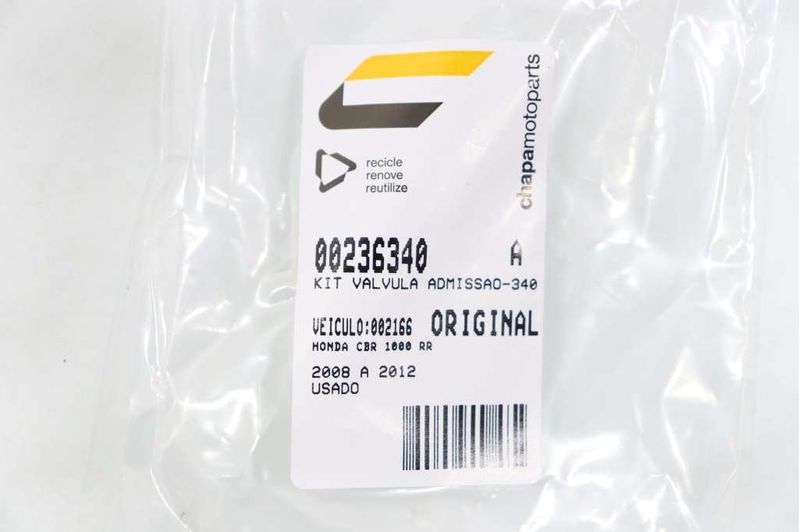 chapamotoparts
recicle
renove
reutilize
00236340 A
KIT VALVULA ADMISSAO-340
VEICULO:002166 ORIGINAL
HONDA CBR 1000 RR
2008 A 2012
USADO